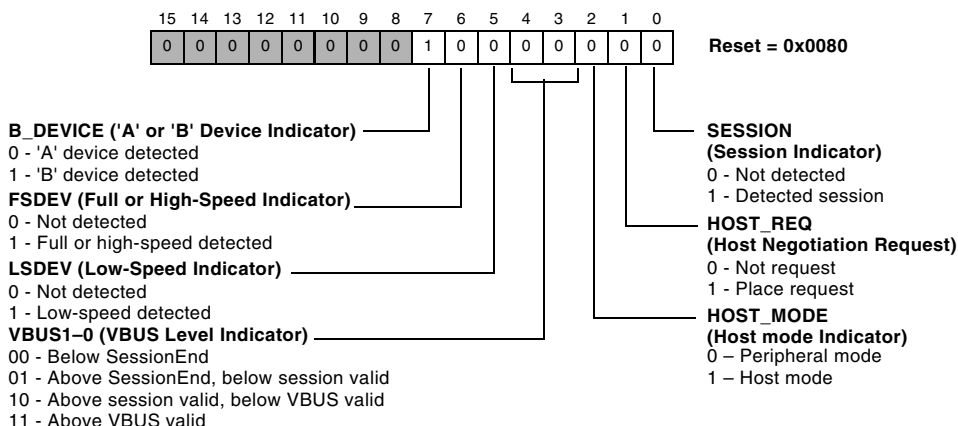 15 14 13 12 11 10 9 8 7 6 5 4 3 2 1 0
0 0 0 0 0 0 0 0 1 0 0 0 0 0 0 0
Reset = 0x0080
B_DEVICE ('A' or 'B' Device Indicator)
0 - 'A' device detected
1 - 'B' device detected
FSDEV (Full or High-Speed Indicator)
0 - Not detected
1 - Full or high-speed detected
LSDEV (Low-Speed Indicator)
0 - Not detected
1 - Low-speed detected
VBUS1–0 (VBUS Level Indicator)
00 - Below SessionEnd
01 - Above SessionEnd, below session valid
10 - Above session valid, below VBUS valid
11 - Above VBUS valid
SESSION
(Session Indicator)
0 - Not detected
1 - Detected session
HOST_REQ
(Host Negotiation Request)
0 - Not request
1 - Place request
HOST_MODE
(Host mode Indicator)
0 – Peripheral mode
1 – Host mode